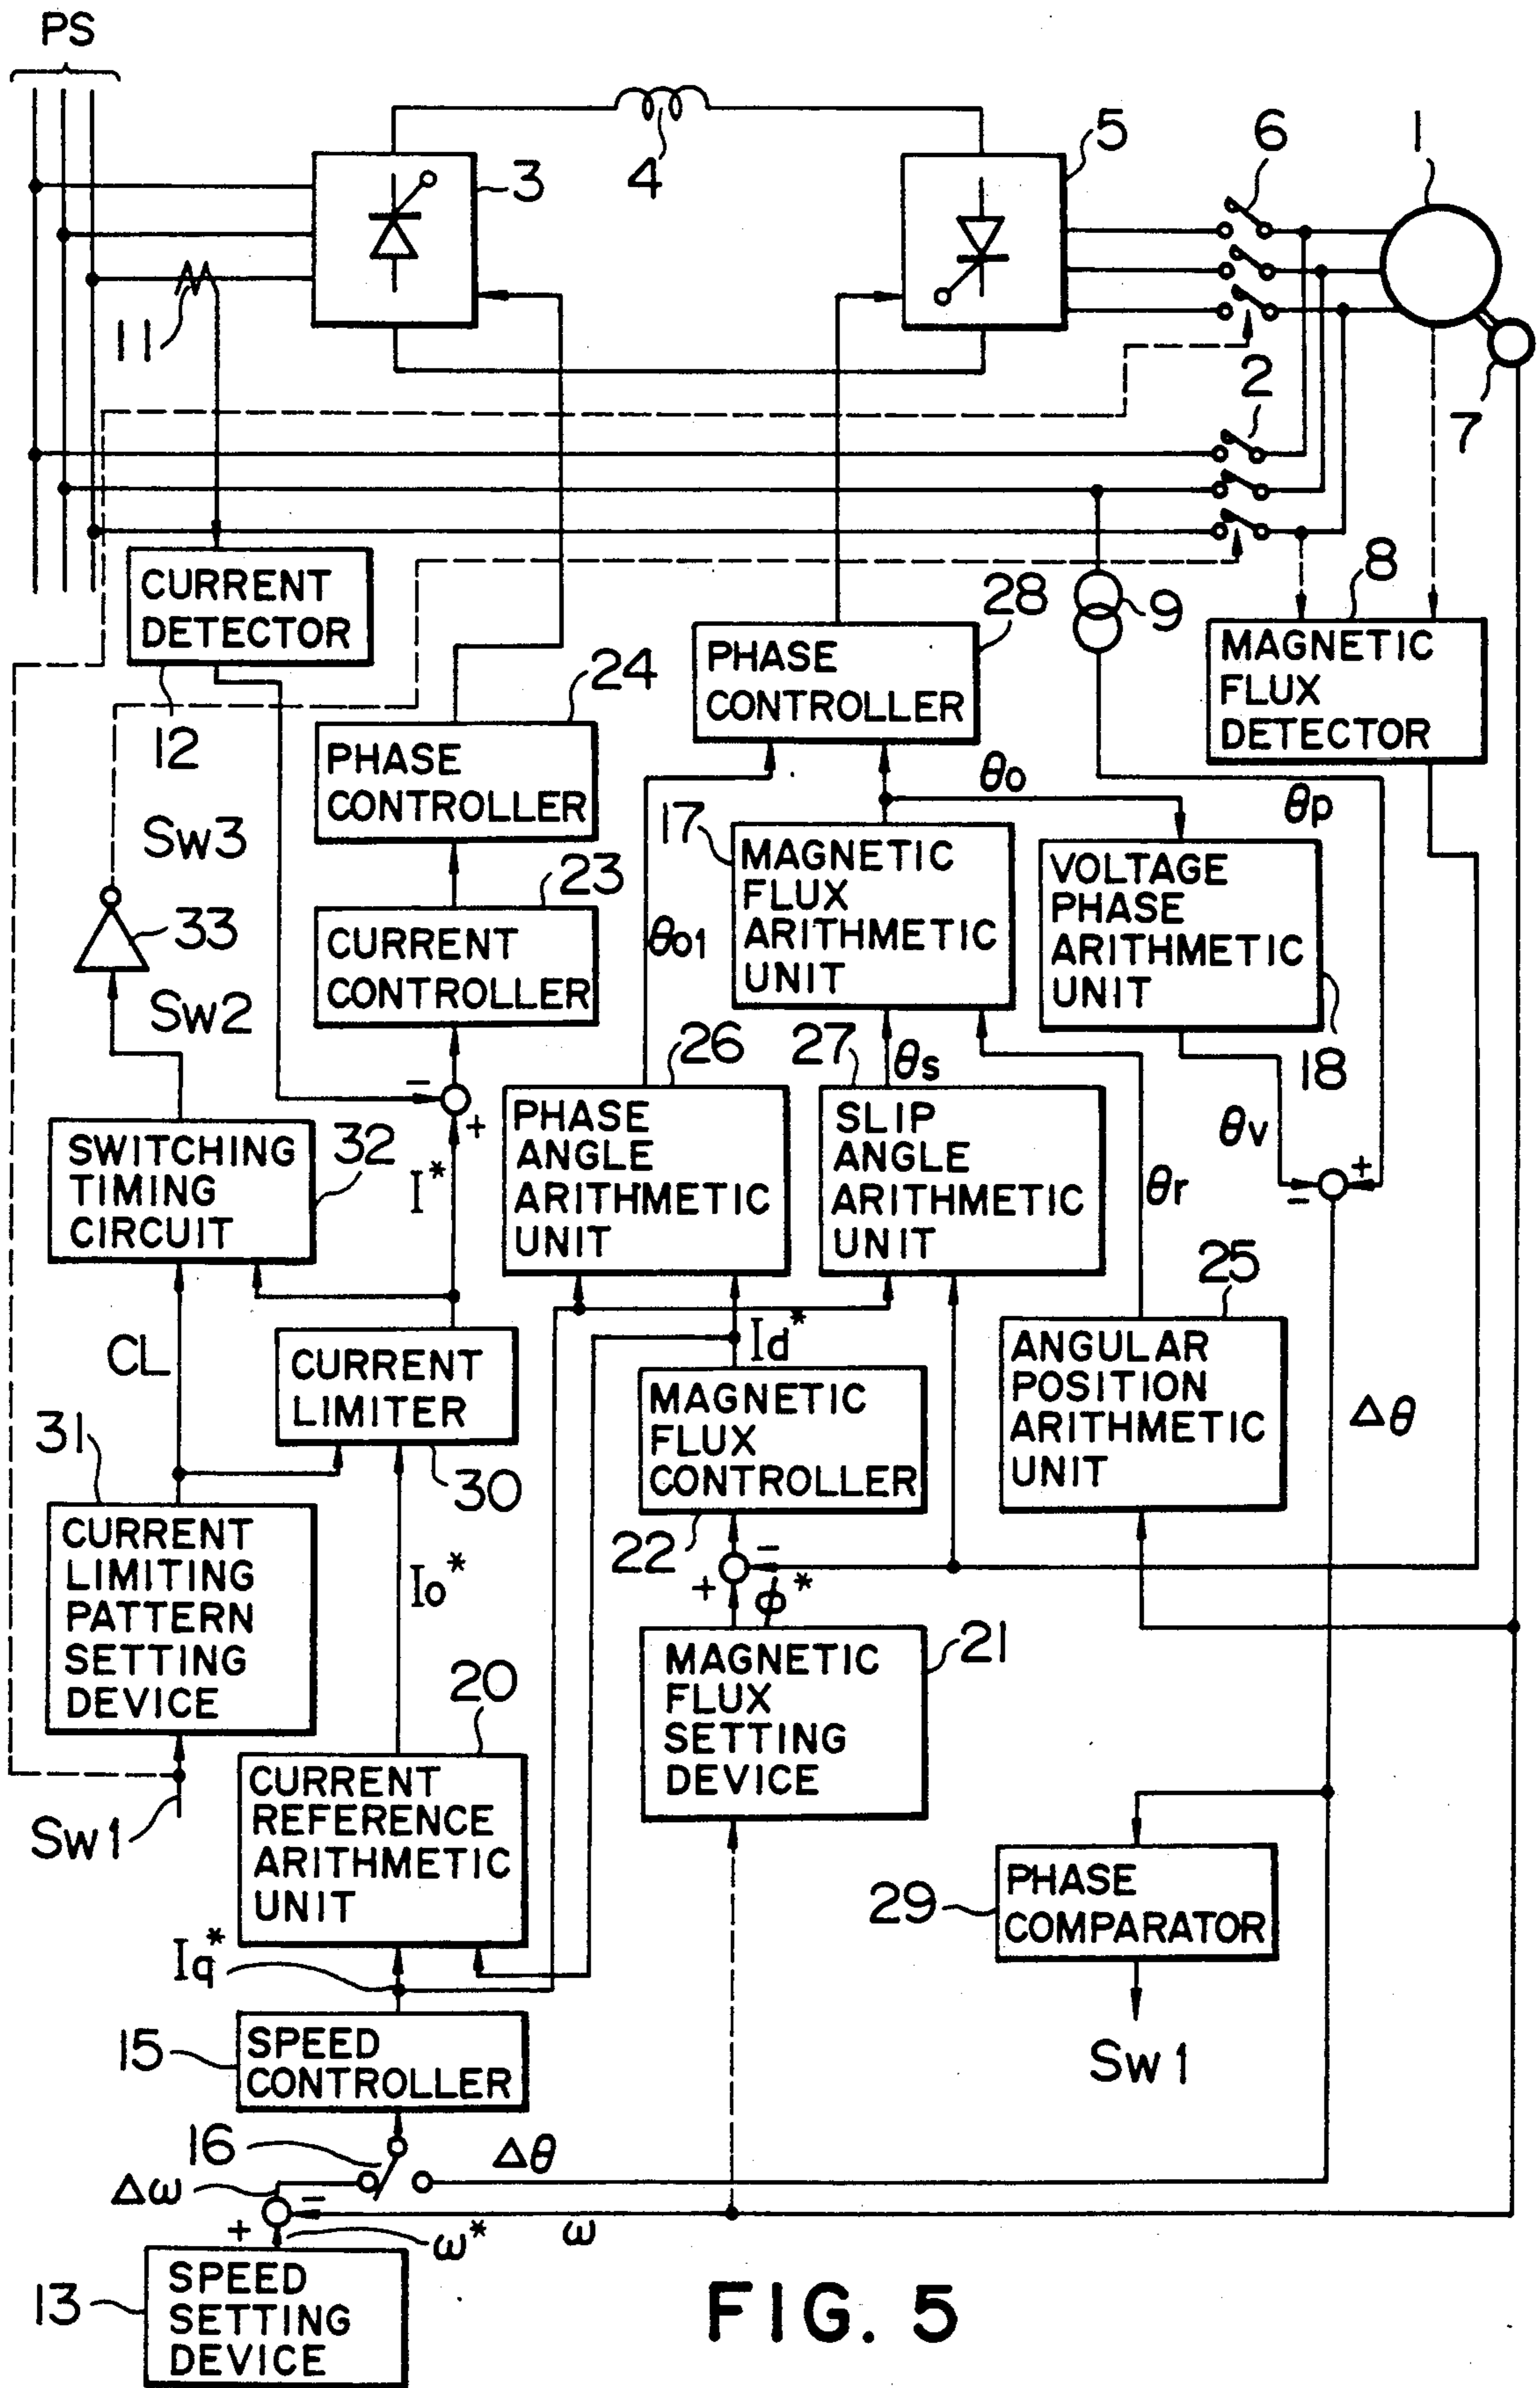 PS
4
3
5
6
1
11
2
7
CURRENT
DETECTOR
12
8
9
28
PHASE
CONTROLLER
MAGNETIC
FLUX
DETECTOR
24
PHASE
CONTROLLER
θo
θp
17
MAGNETIC
FLUX
ARITHMETIC
UNIT
VOLTAGE
PHASE
ARITHMETIC
UNIT
18
Sw3
33
Sw2
23
CURRENT
CONTROLLER
θo1
26
27
θs
-
+
SWITCHING
TIMING
CIRCUIT
32
I*
PHASE
ANGLE
ARITHMETIC
UNIT
SLIP
ANGLE
ARITHMETIC
UNIT
θr
θv
+
-
25
CL
CURRENT
LIMITER
30
Id*
ANGULAR
POSITION
ARITHMETIC
UNIT
Δθ
31
MAGNETIC
FLUX
CONTROLLER
22
CURRENT
LIMITING
PATTERN
SETTING
DEVICE
Io*
-
+
ϕ*
21
MAGNETIC
FLUX
SETTING
DEVICE
20
Sw1
CURRENT
REFERENCE
ARITHMETIC
UNIT
29
PHASE
COMPARATOR
Iq*
Sw1
15
SPEED
CONTROLLER
16
Δθ
Δω
-
+
ω*
ω
13
SPEED
SETTING
DEVICE
FIG. 5